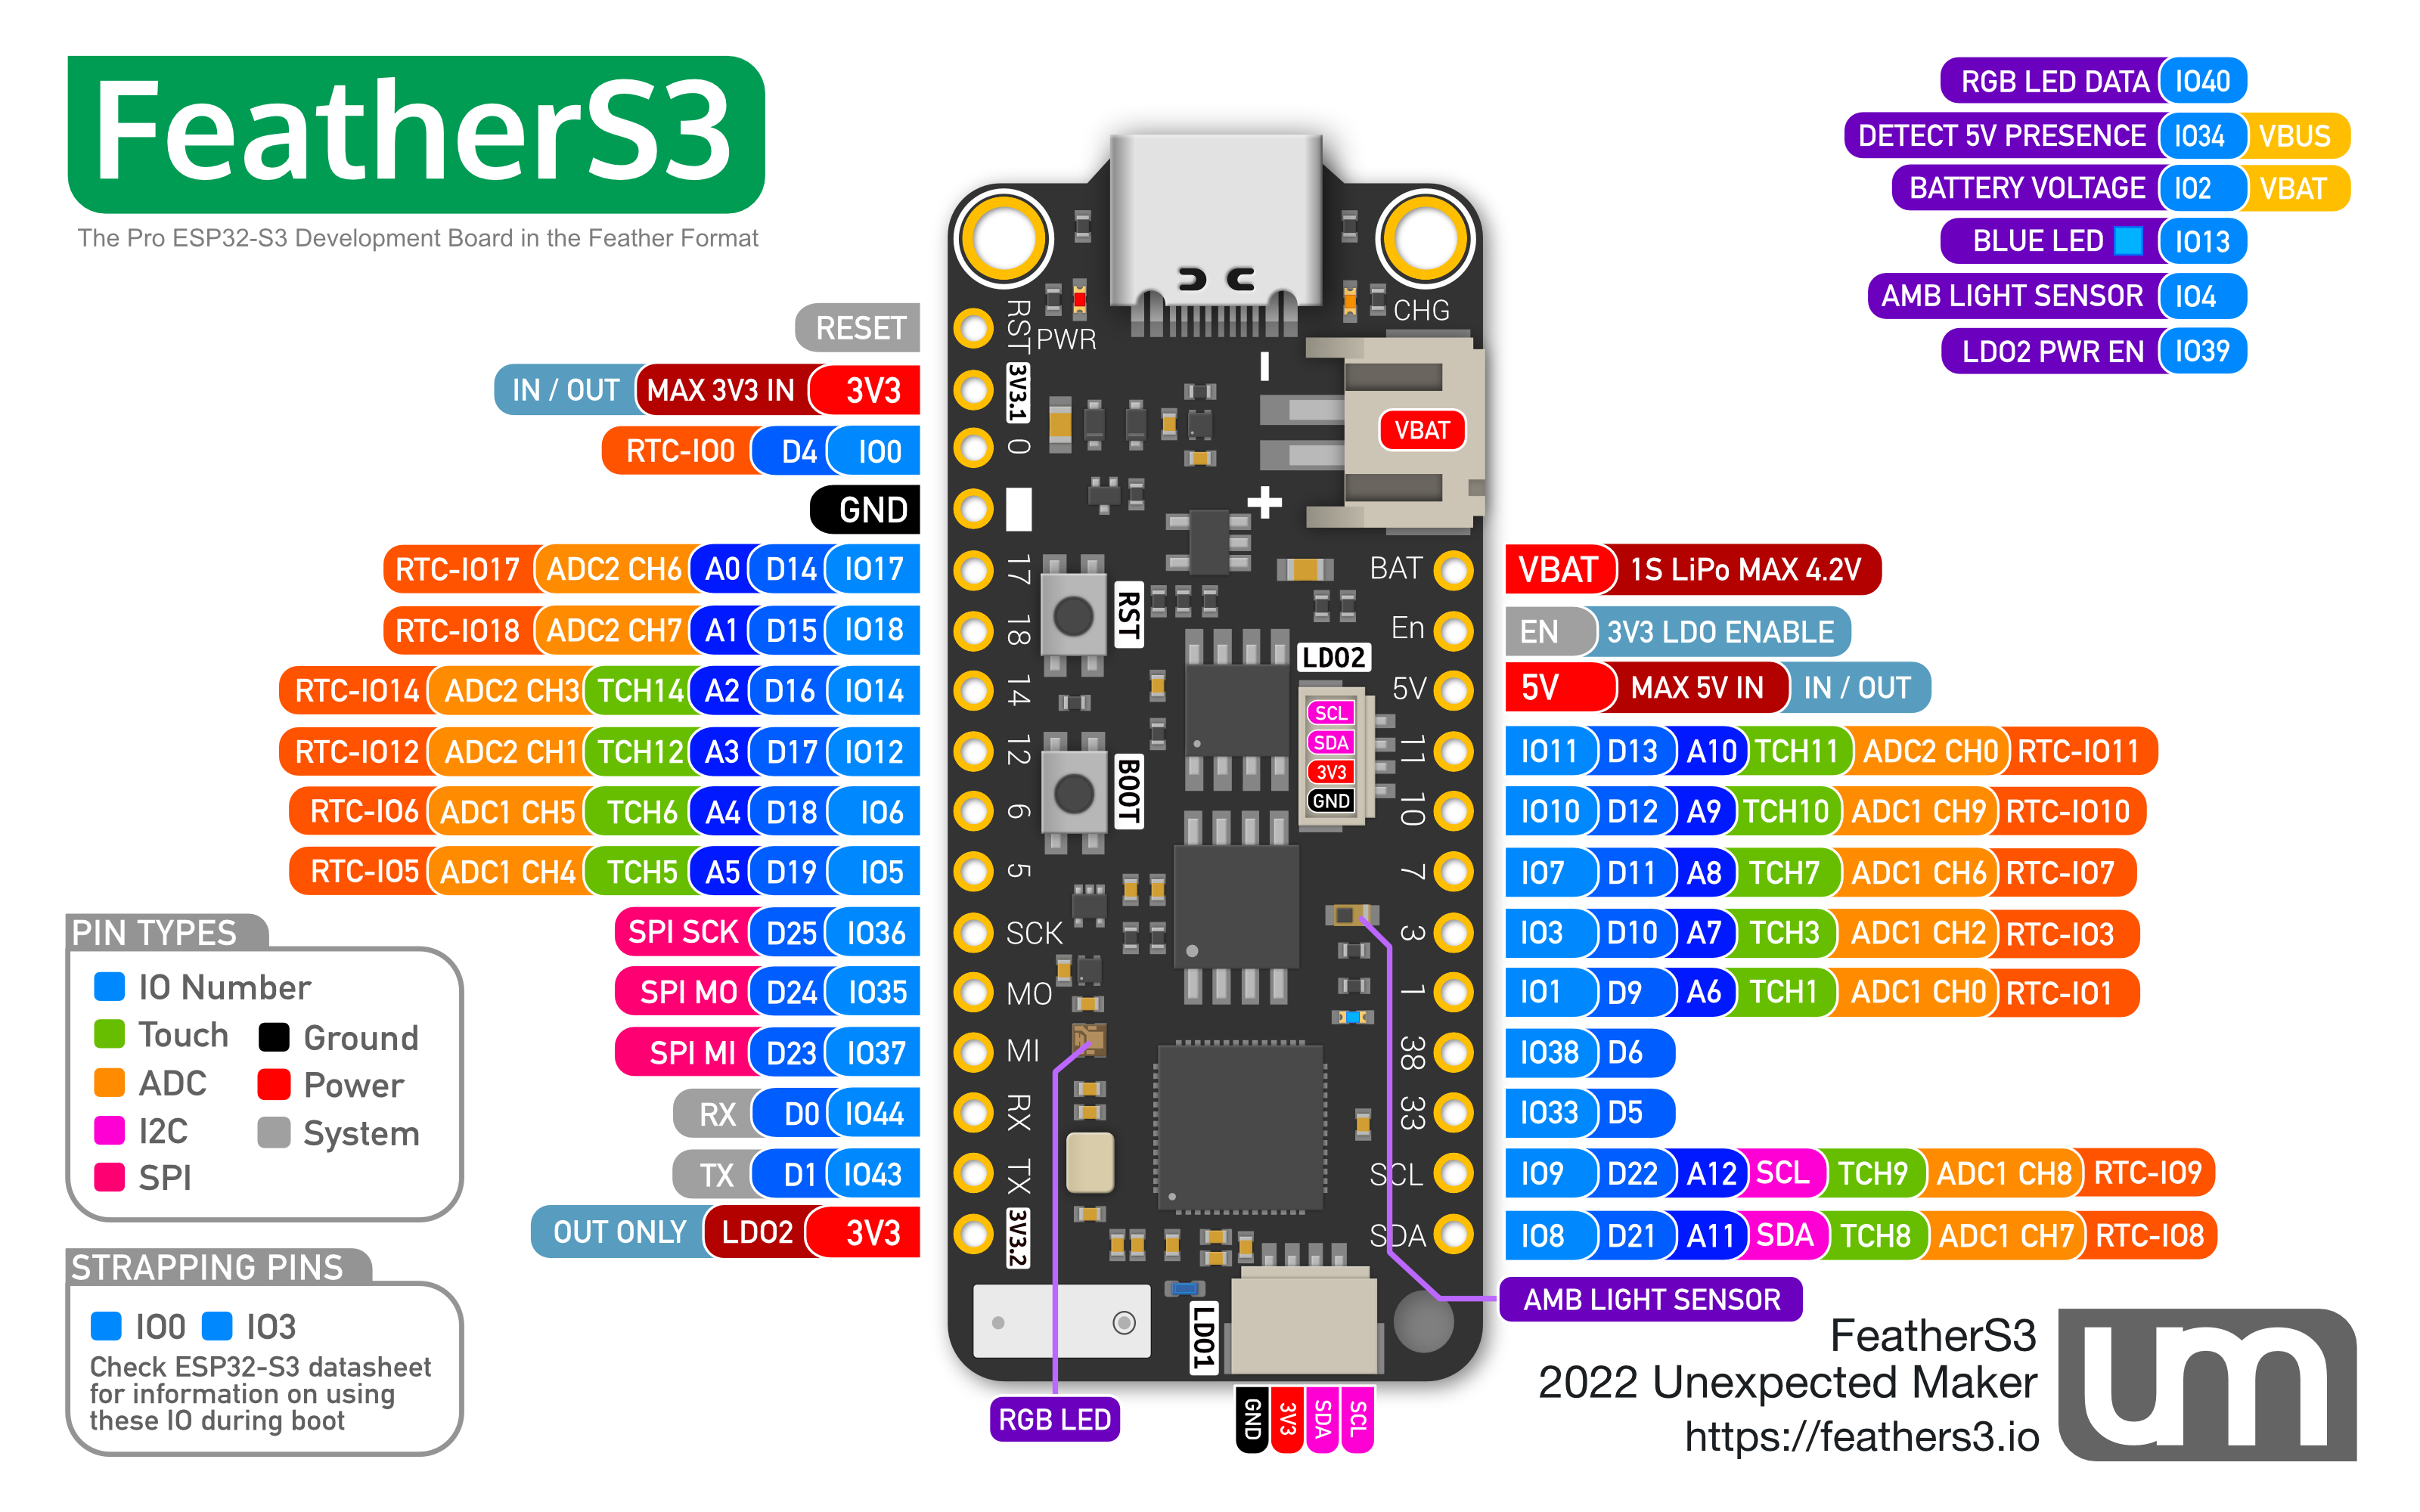 FeatherS3
The Pro ESP32-S3 Development Board in the Feather Format
RGB LED DATA IO40
DETECT 5V PRESENCE IO34 VBUS
BATTERY VOLTAGE IO2 VBAT
BLUE LED IO13
AMB LIGHT SENSOR IO4
LDO2 PWR EN IO39
RESET
IN / OUT MAX 3V3 IN 3V3
RTC-IO0 D4 IO0
GND
RTC-IO17 ADC2 CH6 A0 D14 IO17
RTC-IO18 ADC2 CH7 A1 D15 IO18
RTC-IO14 ADC2 CH3 TCH14 A2 D16 IO14
RTC-IO12 ADC2 CH1 TCH12 A3 D17 IO12
RTC-IO6 ADC1 CH5 TCH6 A4 D18 IO6
RTC-IO5 ADC1 CH4 TCH5 A5 D19 IO5
SPI SCK D25 IO36
SPI MO D24 IO35
SPI MI D23 IO37
RX D0 IO44
TX D1 IO43
OUT ONLY LDO2 3V3
RST
PWR
3V3.1
0
17
18
14
12
6
5
SCK
MO
MI
RX
TX
3V3.2
CHG
-
VBAT
+
RST
BOOT
LDO2
SCL
SDA
3V3
GND
BAT
En
5V
11
10
7
3
1
38
33
SCL
SDA
LDO1
VBAT 1S LiPo MAX 4.2V
EN 3V3 LDO ENABLE
5V MAX 5V IN IN / OUT
IO11 D13 A10 TCH11 ADC2 CH0 RTC-IO11
IO10 D12 A9 TCH10 ADC1 CH9 RTC-IO10
IO7 D11 A8 TCH7 ADC1 CH6 RTC-IO7
IO3 D10 A7 TCH3 ADC1 CH2 RTC-IO3
IO1 D9 A6 TCH1 ADC1 CH0 RTC-IO1
IO38 D6
IO33 D5
IO9 D22 A12 SCL TCH9 ADC1 CH8 RTC-IO9
IO8 D21 A11 SDA TCH8 ADC1 CH7 RTC-IO8
AMB LIGHT SENSOR
RGB LED
GND
3V3
SDA
SCL
PIN TYPES
IO Number
Touch
Ground
ADC
Power
I2C
System
SPI
STRAPPING PINS
IO0 IO3
Check ESP32-S3 datasheet
for information on using
these IO during boot
FeatherS3
2022 Unexpected Maker
https://feathers3.io
um